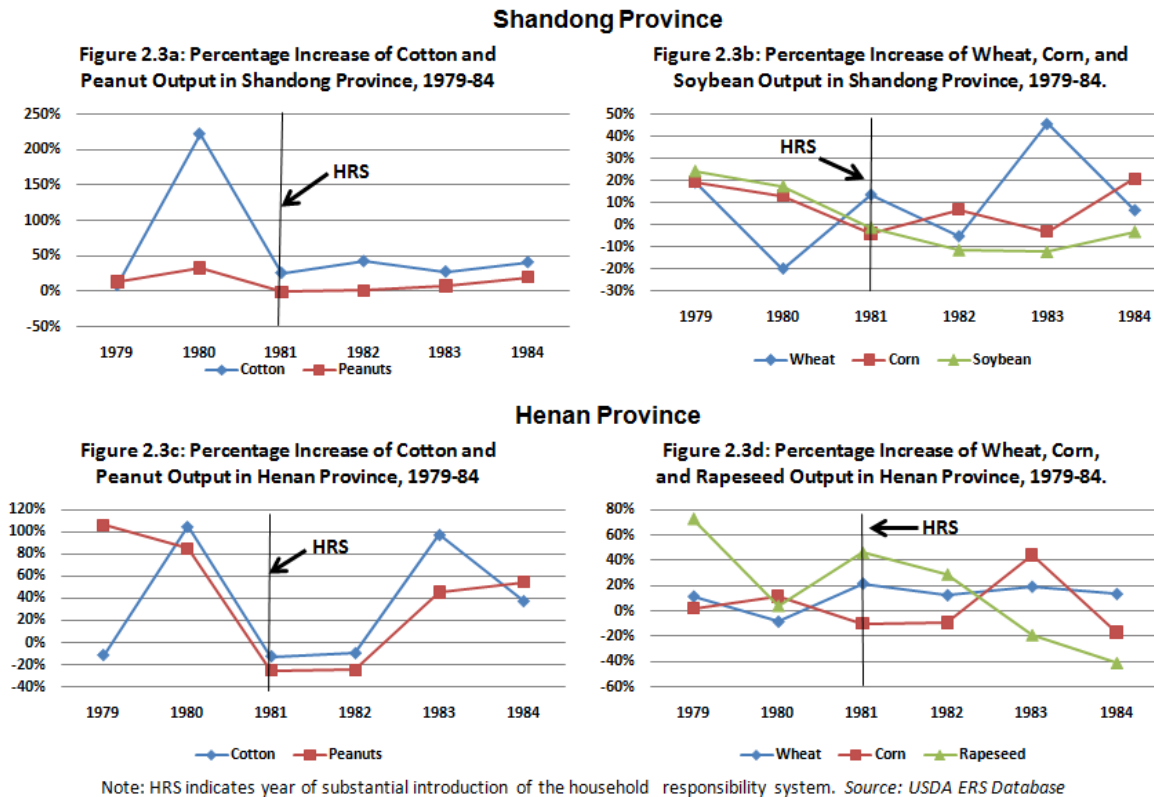 Shandong Province
Figure 2.3a: Percentage Increase of Cotton and
Peanut Output in Shandong Province, 1979-84
250%
200%
150%
100%
50%
0%
-50%
HRS
1979 1980 1981 1982 1983 1984
Cotton Peanuts
Figure 2.3b: Percentage Increase of Wheat, Corn, and
Soybean Output in Shandong Province, 1979-84.
50%
40%
30%
20%
10%
0%
-10%
-20%
-30%
HRS
1979 1980 1981 1982 1983 1984
Wheat Corn Soybean
Henan Province
Figure 2.3c: Percentage Increase of Cotton and
Peanut Output in Henan Province, 1979-84
120%
100%
80%
60%
40%
20%
0%
-20%
-40%
HRS
1979 1980 1981 1982 1983 1984
Cotton Peanuts
Figure 2.3d: Percentage Increase of Wheat, Corn,
and Rapeseed Output in Henan Province, 1979-84.
80%
60%
40%
20%
0%
-20%
-40%
-60%
HRS
1979 1980 1981 1982 1983 1984
Wheat Corn Rapeseed
Note: HRS indicates year of substantial introduction of the household responsibility system. Source: USDA ERS Database